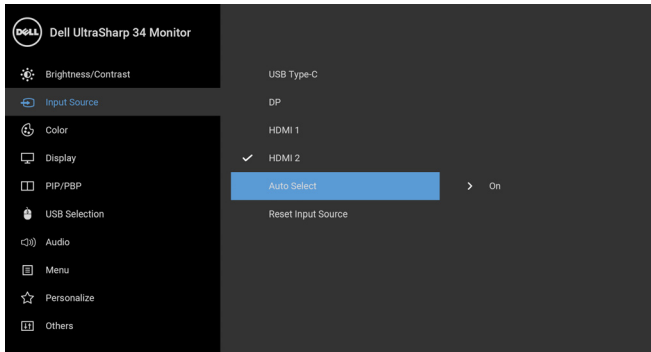 DELL Dell UltraSharp 34 Monitor
Brightness/Contrast
USB Type-C
Input Source
DP
Color
HDMI 1
Display
HDMI 2
PIP/PBP
Auto Select
On
USB Selection
Reset Input Source
Audio
Menu
Personalize
Others